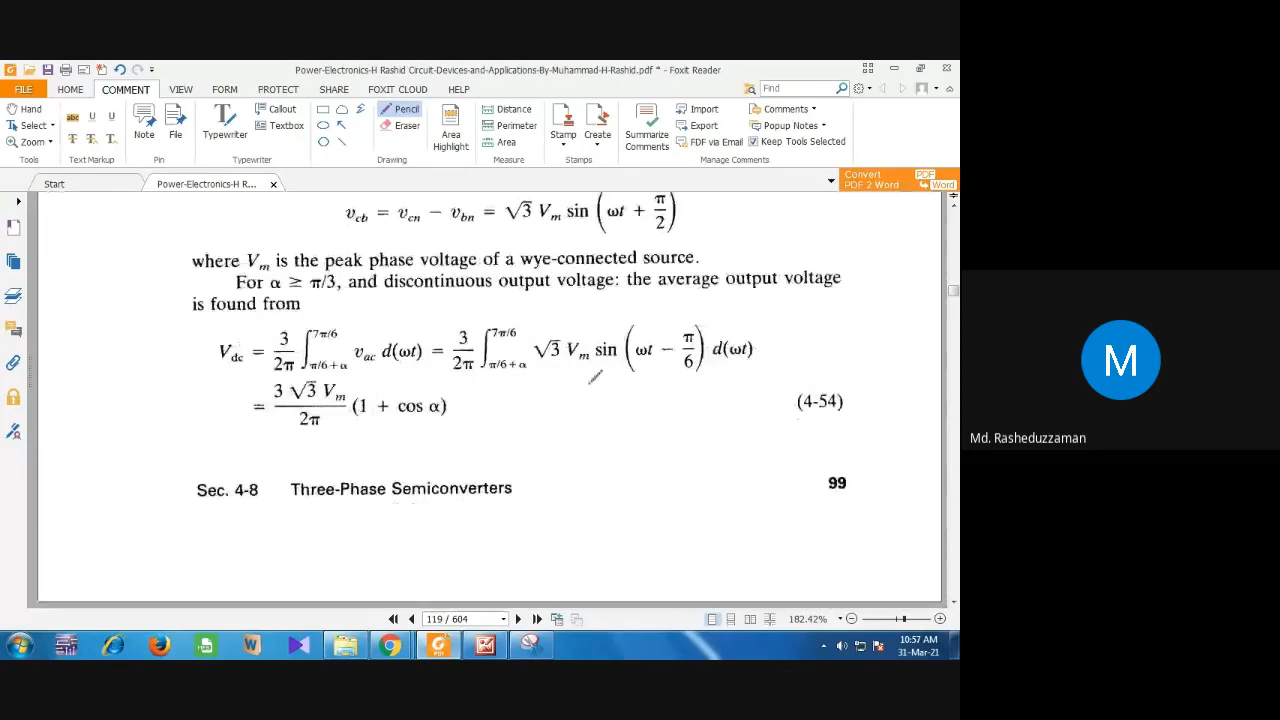 Power-Electronics-H Rashid Circuit-Devices-and-Applications-By-Muhammad-H-Rashid.pdf * - Foxit Reader
FILE HOME COMMENT VIEW FORM PROTECT SHARE FOXIT CLOUD HELP Find
Hand
Select
Zoom
Tools
Text Markup
Note
File
Pin
Typewriter
Callout
Textbox
Typewriter
Pencil
Eraser
Area Highlight
Drawing
Distance
Perimeter
Area
Measure
Stamp
Create
Stamps
Summarize Comments
Import
Export
FDF via Email
Comments
Popup Notes
Keep Tools Selected
Manage Comments
Start
Power-Electronics-H R...
Convert PDF
PDF 2 Word Word
v_cb = v_cn − v_bn = √3 V_m sin (ωt + π/2)
where V_m is the peak phase voltage of a wye-connected source.
For α ≥ π/3, and discontinuous output voltage: the average output voltage
is found from
V_dc = 3/2π ∫_{π/6+α}^{7π/6} v_ac d(ωt) = 3/2π ∫_{π/6+α}^{7π/6} √3 V_m sin (ωt − π/6) d(ωt)
= 3 √3 V_m/2π (1 + cos α) (4-54)
Sec. 4-8 Three-Phase Semiconverters 99
119 / 604
182.42%
10:57 AM
31-Mar-21
M
Md. Rasheduzzaman